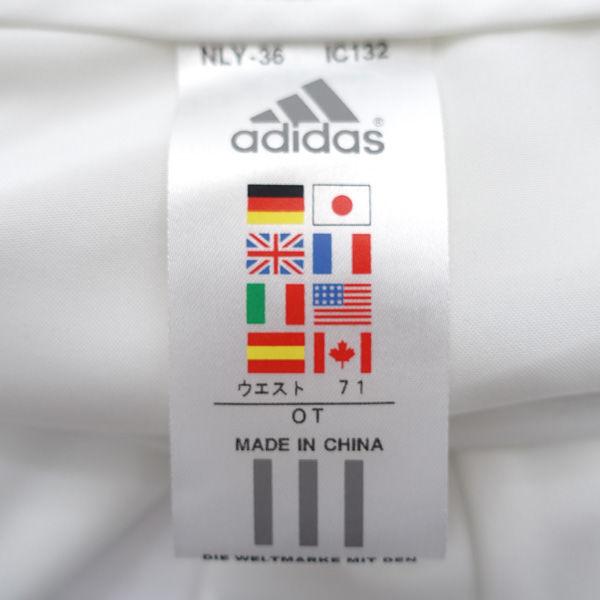 NLY-36 IC132
adidas®
ウエスト 71
OT
MADE IN CHINA
DIE WELTMARKE MIT DEN